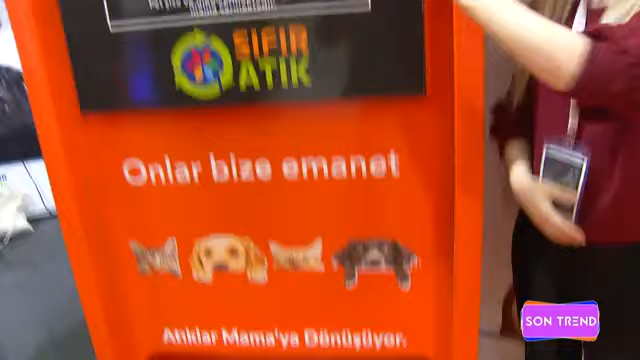 SIFIR
ATIK
Onlar bize emanet
Atıklar Mama'ya Dönüşüyor.
SON TREND